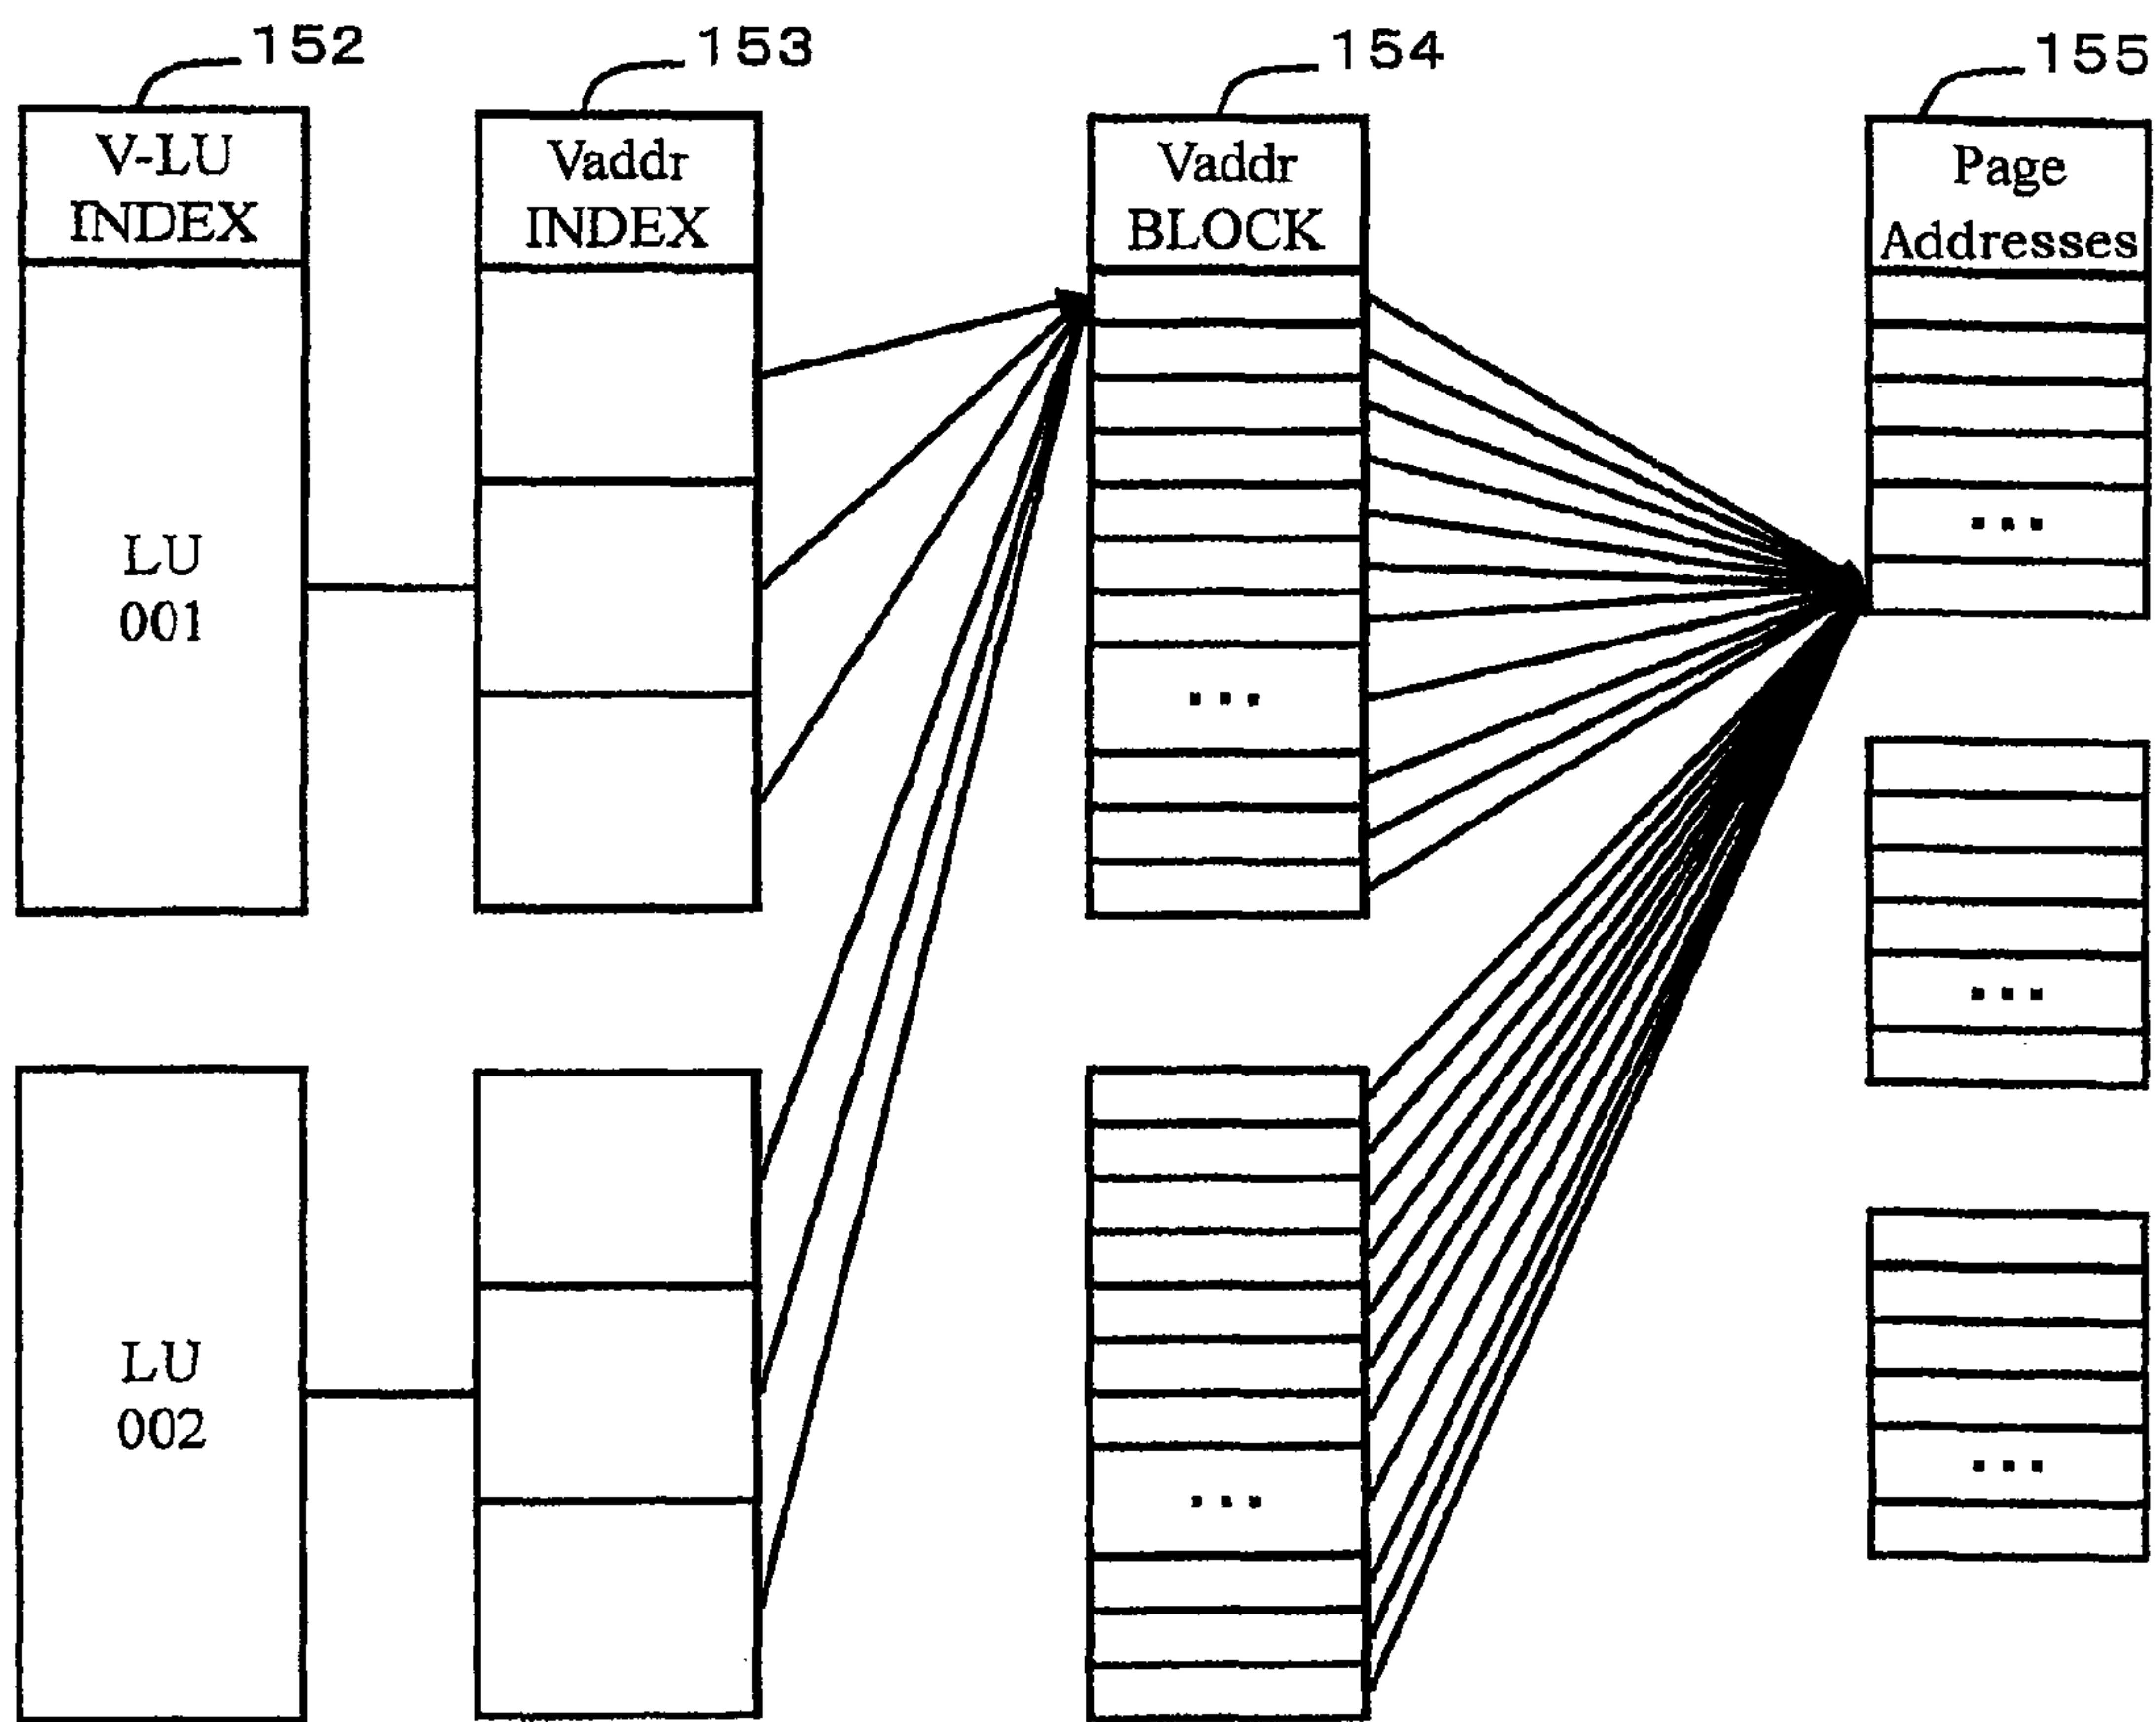 152
153
154
155
V-LU
INDEX
Vaddr
INDEX
Vaddr
BLOCK
Page
Addresses
LU
001
...
...
...
LU
002
...
...